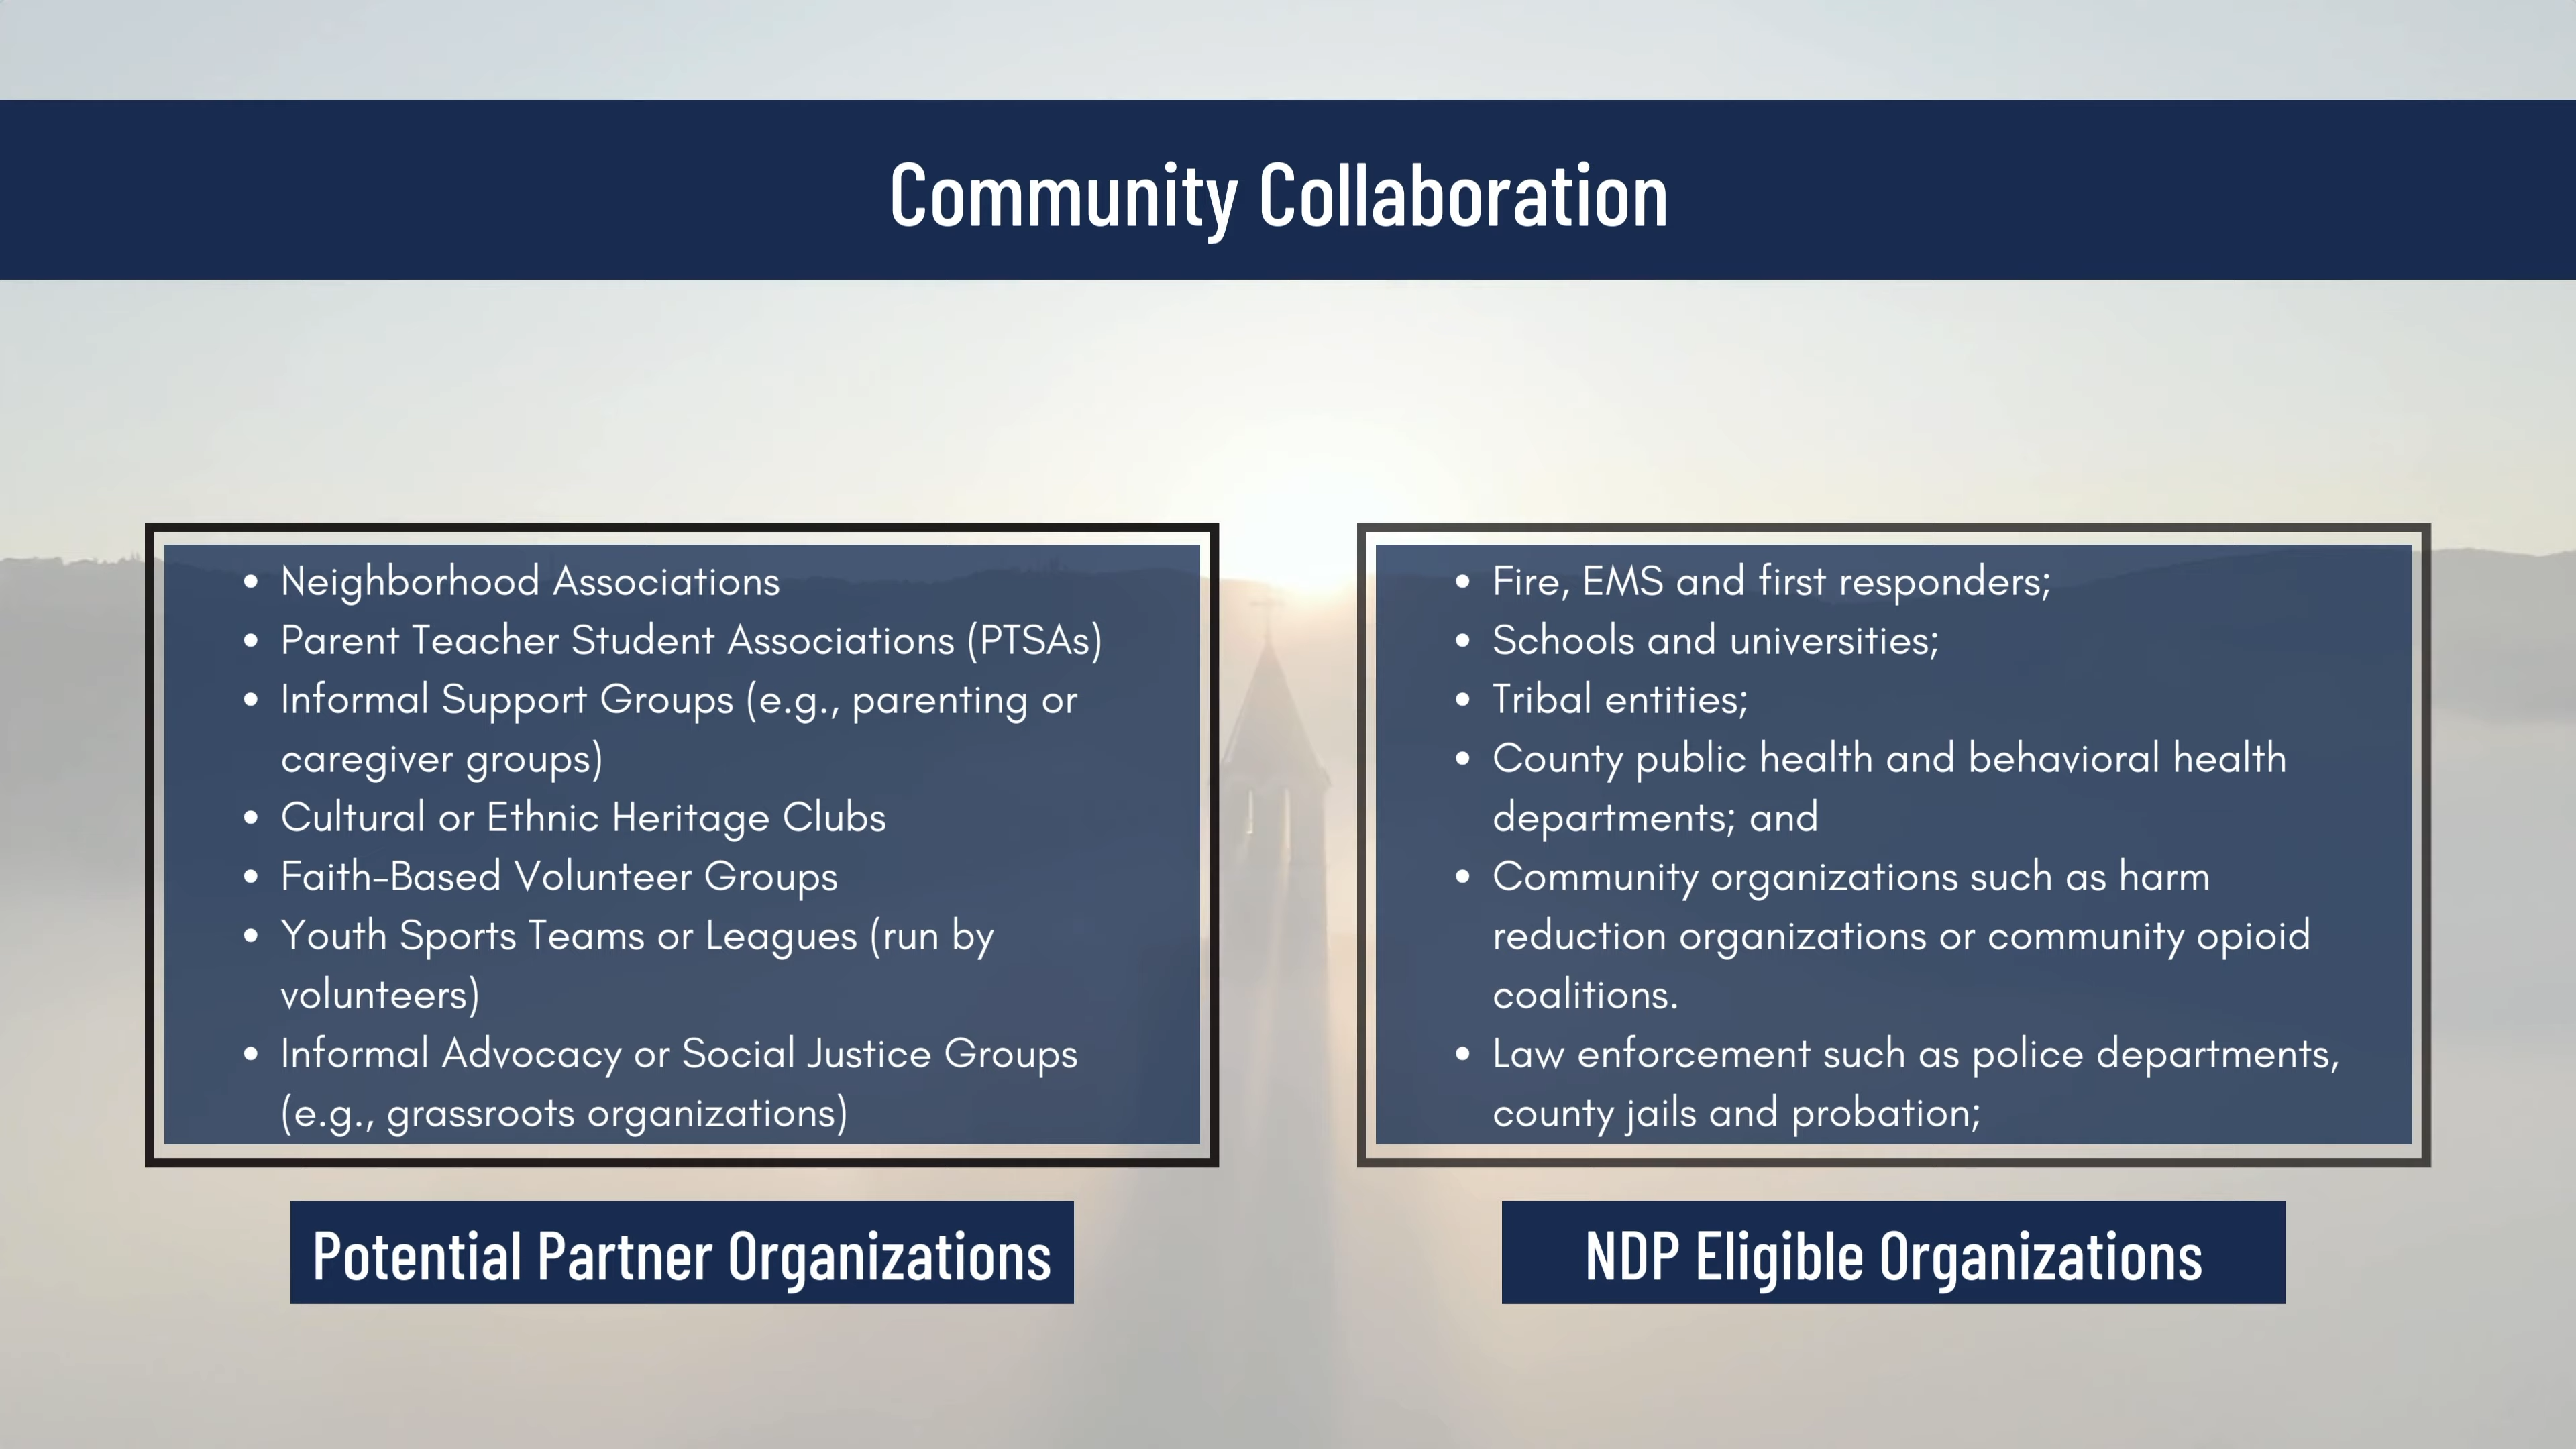 Community Collaboration
• Neighborhood Associations
• Parent Teacher Student Associations (PTSAs)
• Informal Support Groups (e.g., parenting or
caregiver groups)
• Cultural or Ethnic Heritage Clubs
• Faith-Based Volunteer Groups
• Youth Sports Teams or Leagues (run by
volunteers)
• Informal Advocacy or Social Justice Groups
(e.g., grassroots organizations)
Potential Partner Organizations
• Fire, EMS and first responders;
• Schools and universities;
• Tribal entities;
• County public health and behavioral health
departments; and
• Community organizations such as harm
reduction organizations or community opioid
coalitions.
• Law enforcement such as police departments,
county jails and probation;
NDP Eligible Organizations